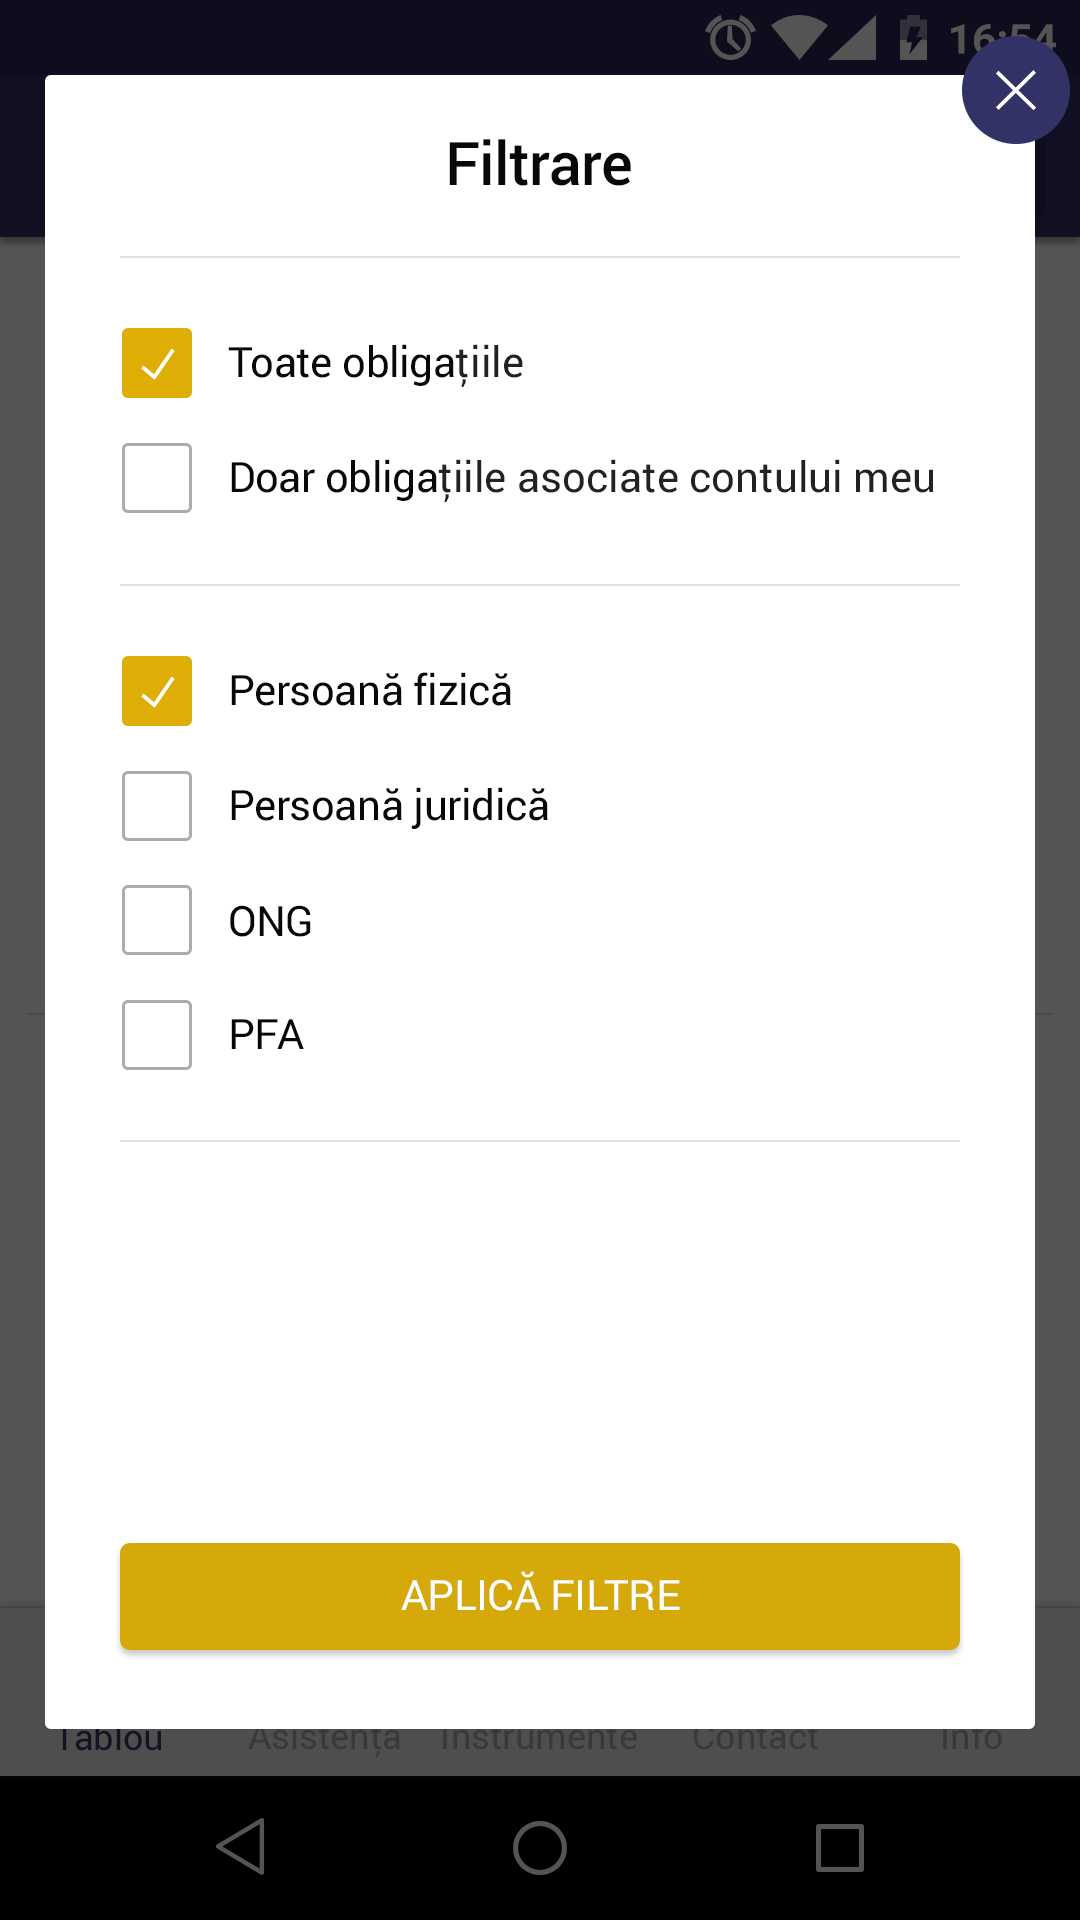 16:54
Filtrare
Toate obligațiile
Doar obligațiile asociate contului meu
Persoană fizică
Persoană juridică
ONG
PFA
APLICĂ FILTRE
Tablou Asistența Instrumente Contact Info